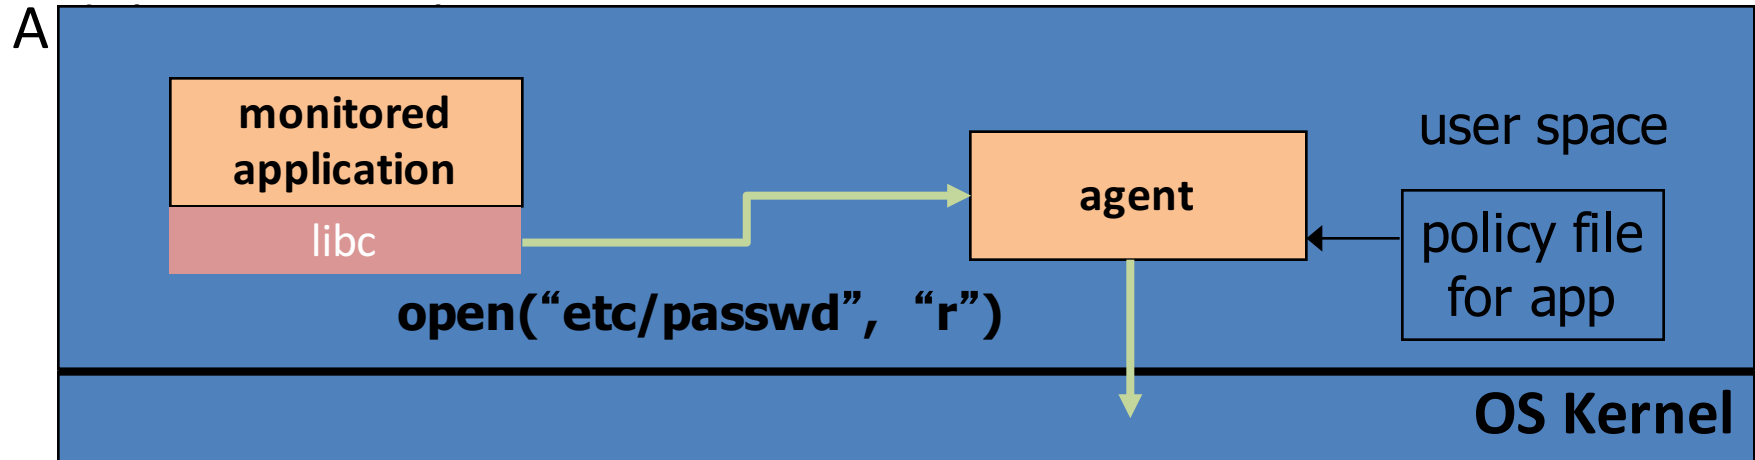 A
monitored
application
libc
agent
user space
policy file
for app
open(“etc/passwd”, “r”)
OS Kernel